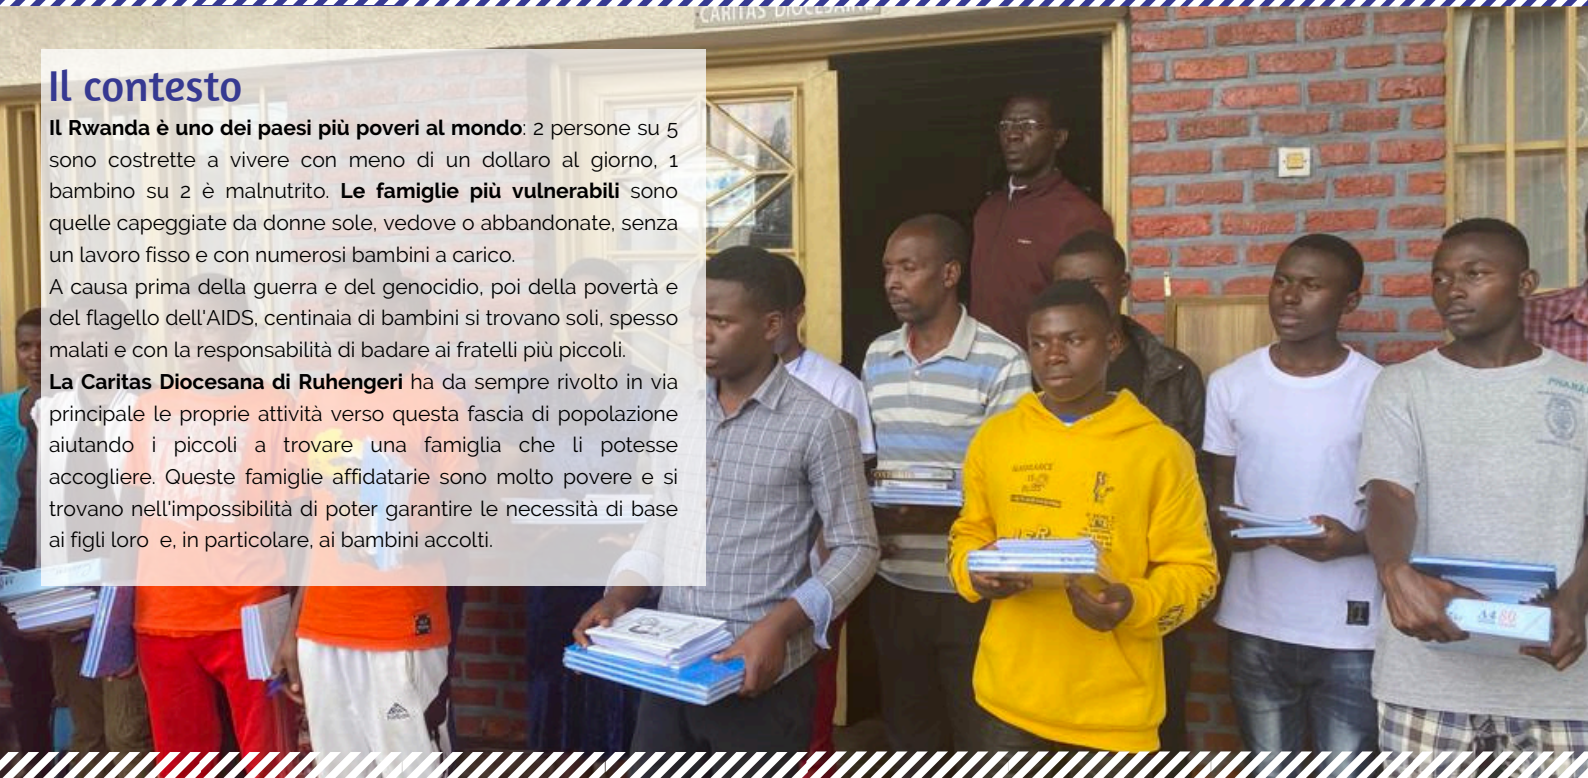 CARITAS DIOCESAINE
Il contesto
Il Rwanda è uno dei paesi più poveri al mondo: 2 persone su 5
sono costrette a vivere con meno di un dollaro al giorno, 1
bambino su 2 è malnutrito. Le famiglie più vulnerabili sono
quelle capeggiate da donne sole, vedove o abbandonate, senza
un lavoro fisso e con numerosi bambini a carico.
A causa prima della guerra e del genocidio, poi della povertà e
del flagello dell'AIDS, centinaia di bambini si trovano soli, spesso
malati e con la responsabilità di badare ai fratelli più piccoli.
La Caritas Diocesana di Ruhengeri ha da sempre rivolto in via
principale le proprie attività verso questa fascia di popolazione
aiutando i piccoli a trovare una famiglia che li potesse
accogliere. Queste famiglie affidatarie sono molto povere e si
trovano nell'impossibilità di poter garantire le necessità di base
ai figli loro  e, in particolare, ai bambini accolti.
A4 80